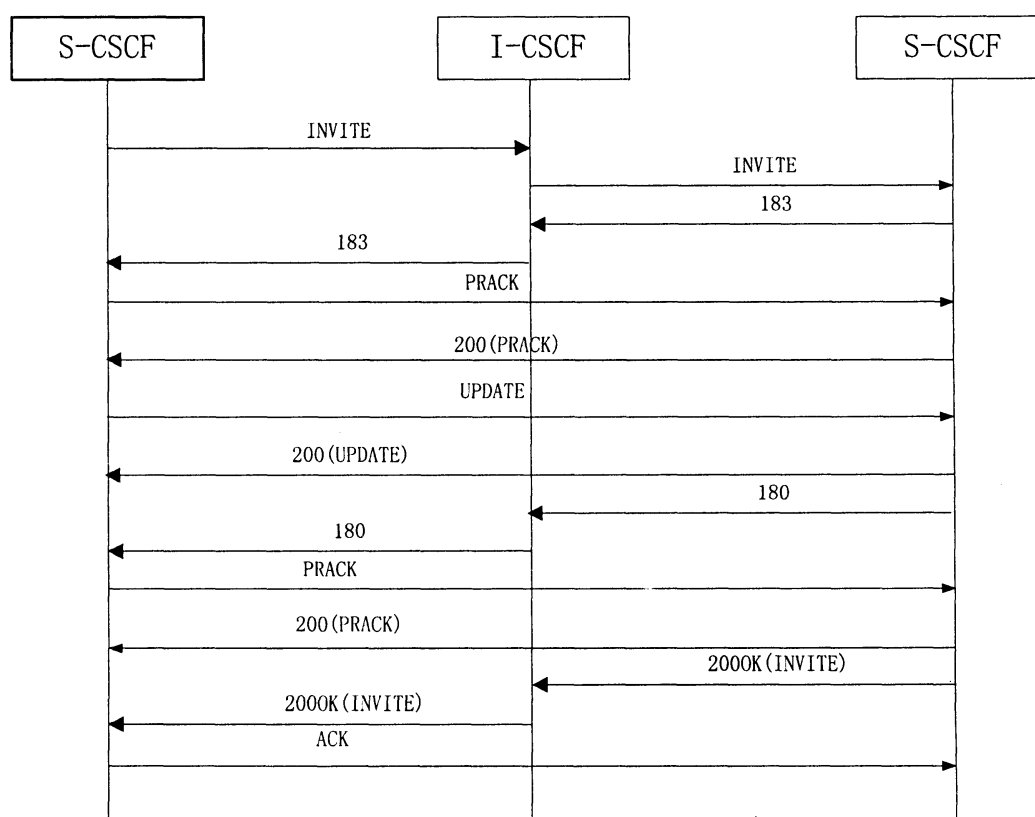 S-CSCF
I-CSCF
S-CSCF
INVITE
INVITE
183
183
PRACK
200(PRACK)
UPDATE
200(UPDATE)
180
180
PRACK
200(PRACK)
200OK(INVITE)
200OK(INVITE)
ACK